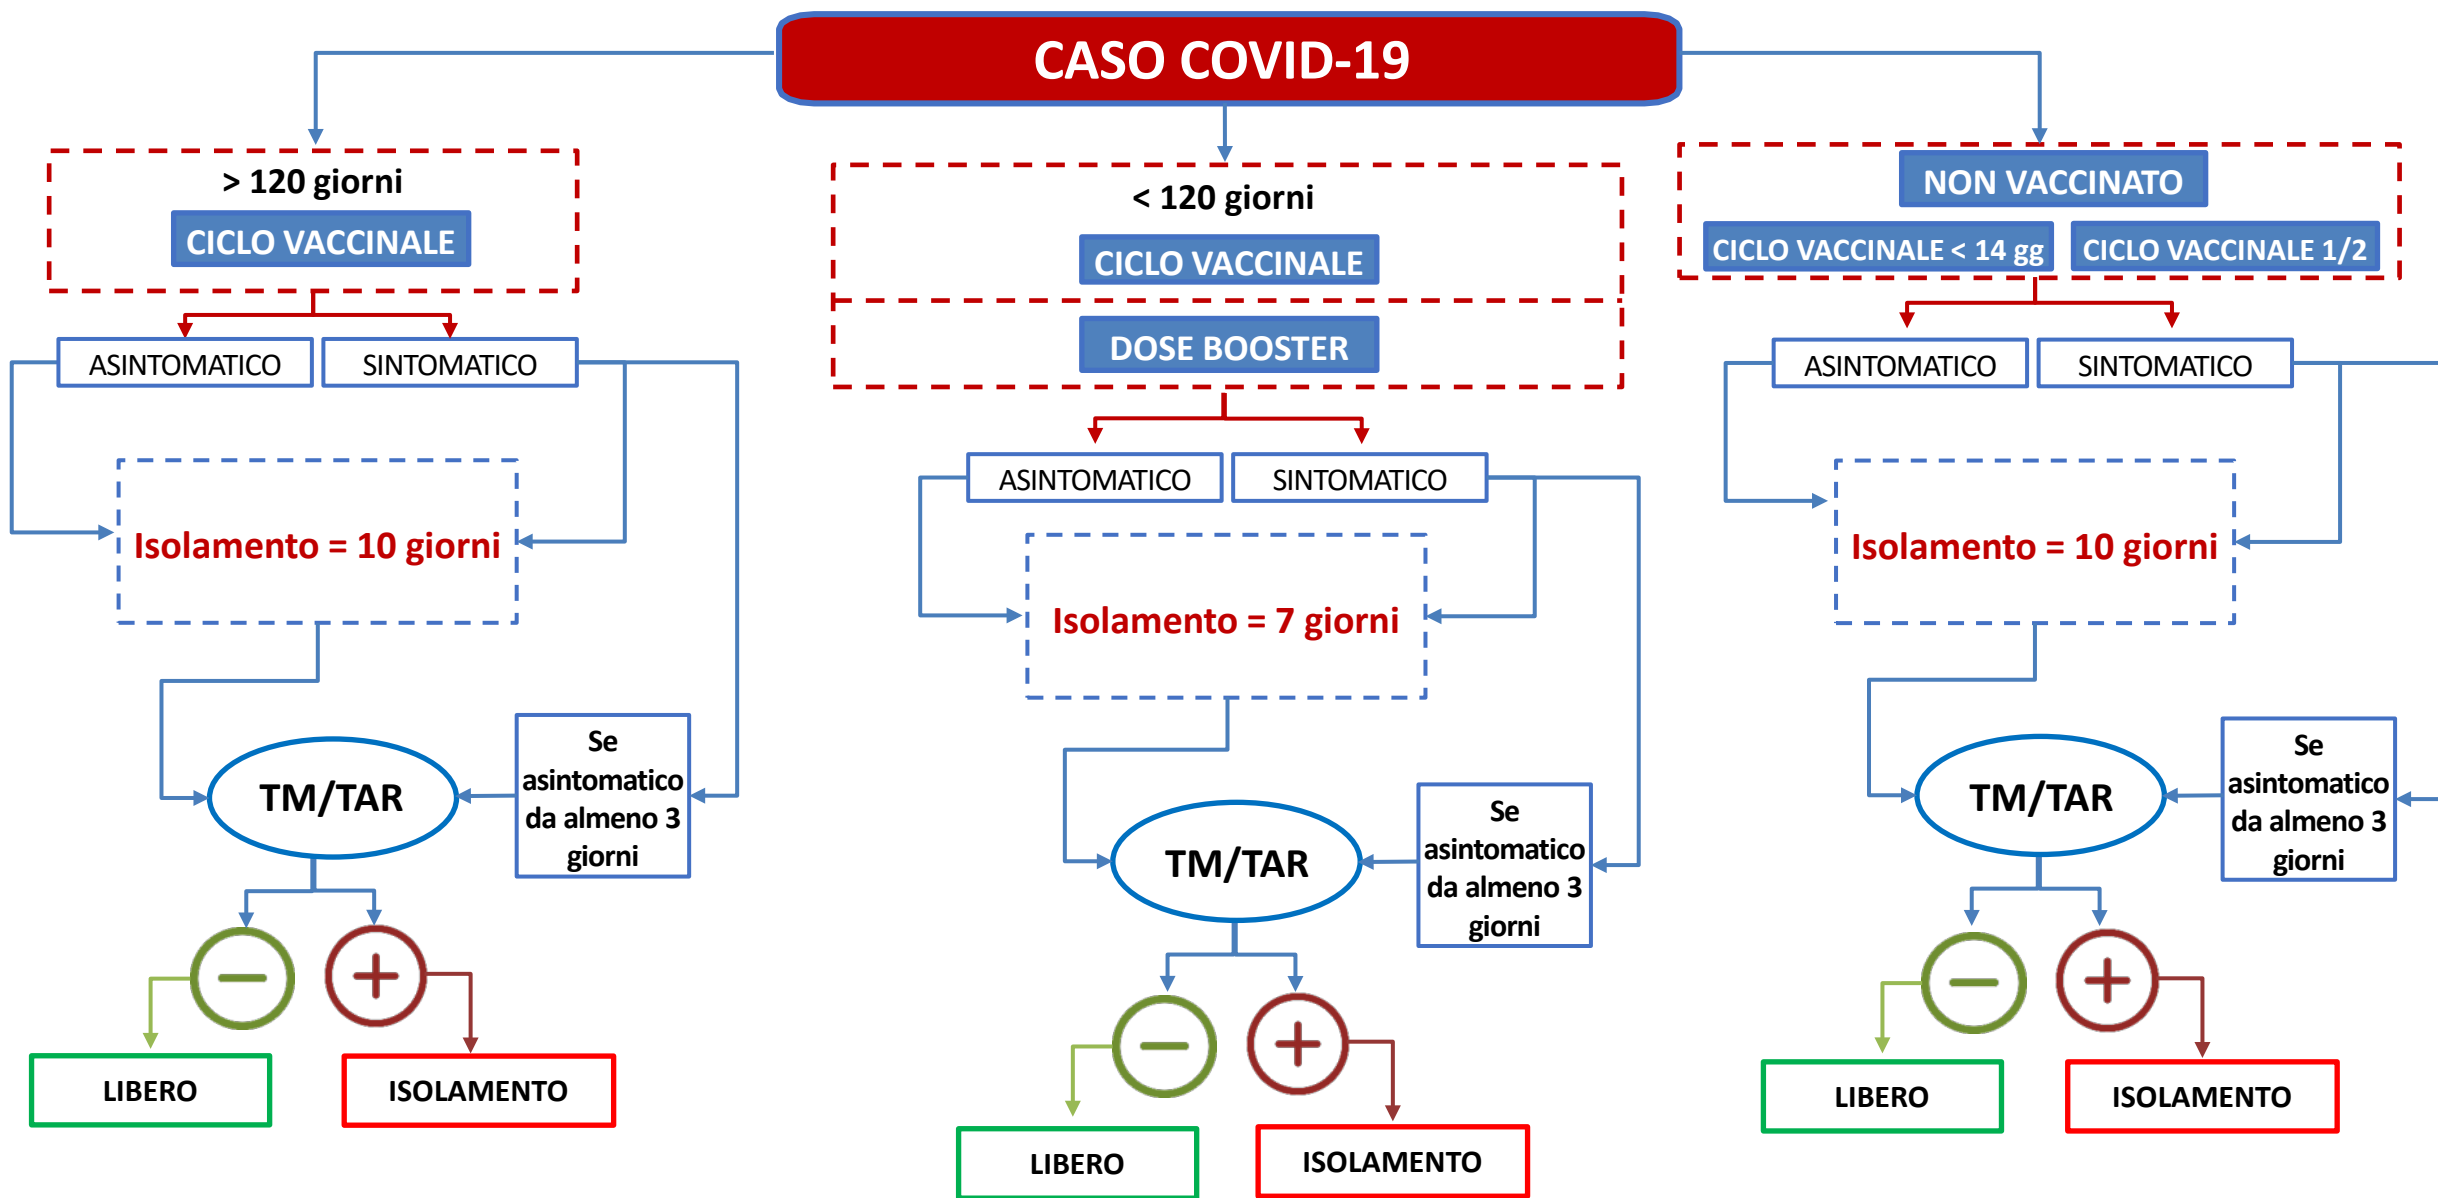 CASO COVID-19
> 120 giorni
CICLO VACCINALE
ASINTOMATICO
SINTOMATICO
Isolamento = 10 giorni
TM/TAR
Se
asintomatico
da almeno 3
giorni
LIBERO
ISOLAMENTO
< 120 giorni
CICLO VACCINALE
DOSE BOOSTER
ASINTOMATICO
SINTOMATICO
Isolamento = 7 giorni
TM/TAR
Se
asintomatico
da almeno 3
giorni
LIBERO
ISOLAMENTO
NON VACCINATO
CICLO VACCINALE < 14 gg
CICLO VACCINALE 1/2
ASINTOMATICO
SINTOMATICO
Isolamento = 10 giorni
TM/TAR
Se
asintomatico
da almeno 3
giorni
LIBERO
ISOLAMENTO